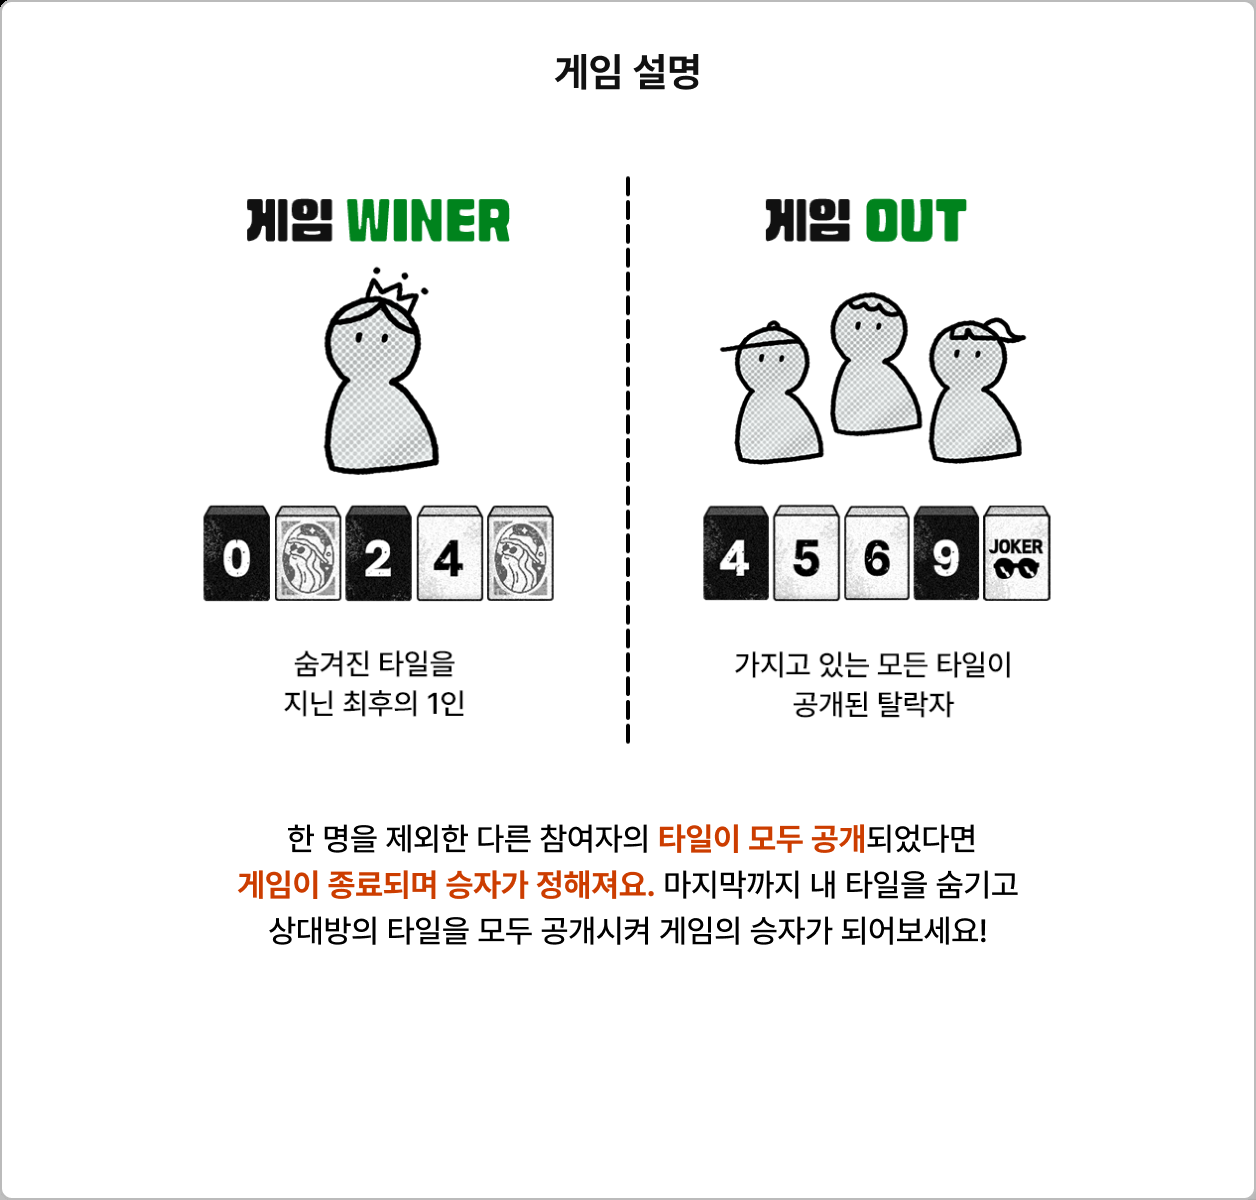 게임 설명
게임 WINER
0 2 4
숨겨진 타일을
지닌 최후의 1인
게임 OUT
4 5 6 9 JOKER
가지고 있는 모든 타일이
공개된 탈락자
한 명을 제외한 다른 참여자의 타일이 모두 공개되었다면
게임이 종료되며 승자가 정해져요. 마지막까지 내 타일을 숨기고
상대방의 타일을 모두 공개시켜 게임의 승자가 되어보세요!